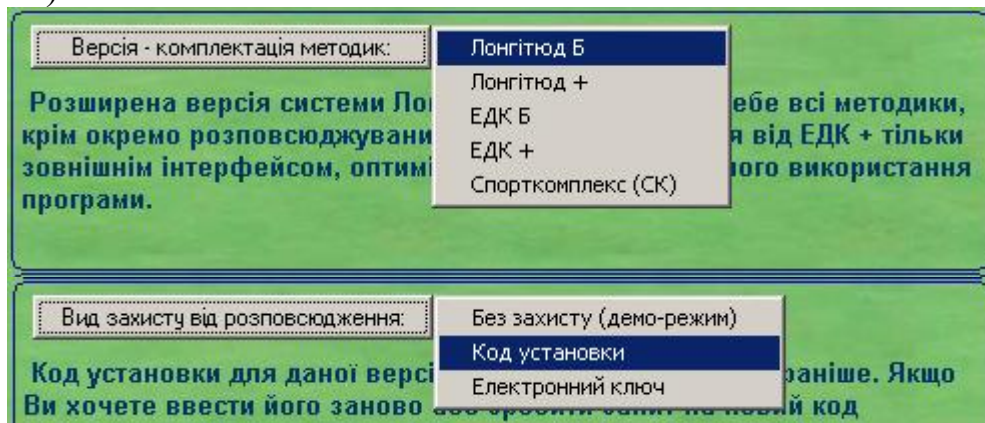 Версія - комплектація методик:
Лонгітюд Б
Лонгітюд +
ЕДК Б
ЕДК +
Спорткомплекс (СК)
Розширена версія системи Ло ебе всі методики,
крім окремо розповсюджувани я від ЕДК + тільки
зовнішнім інтерфейсом, оптимі ого використання
програми.
Вид захисту від розповсюдження:
Без захисту (демо-режим)
Код установки
Електронний ключ
Код установки для даної версі раніше. Якщо
Ви хочете ввести його заново код